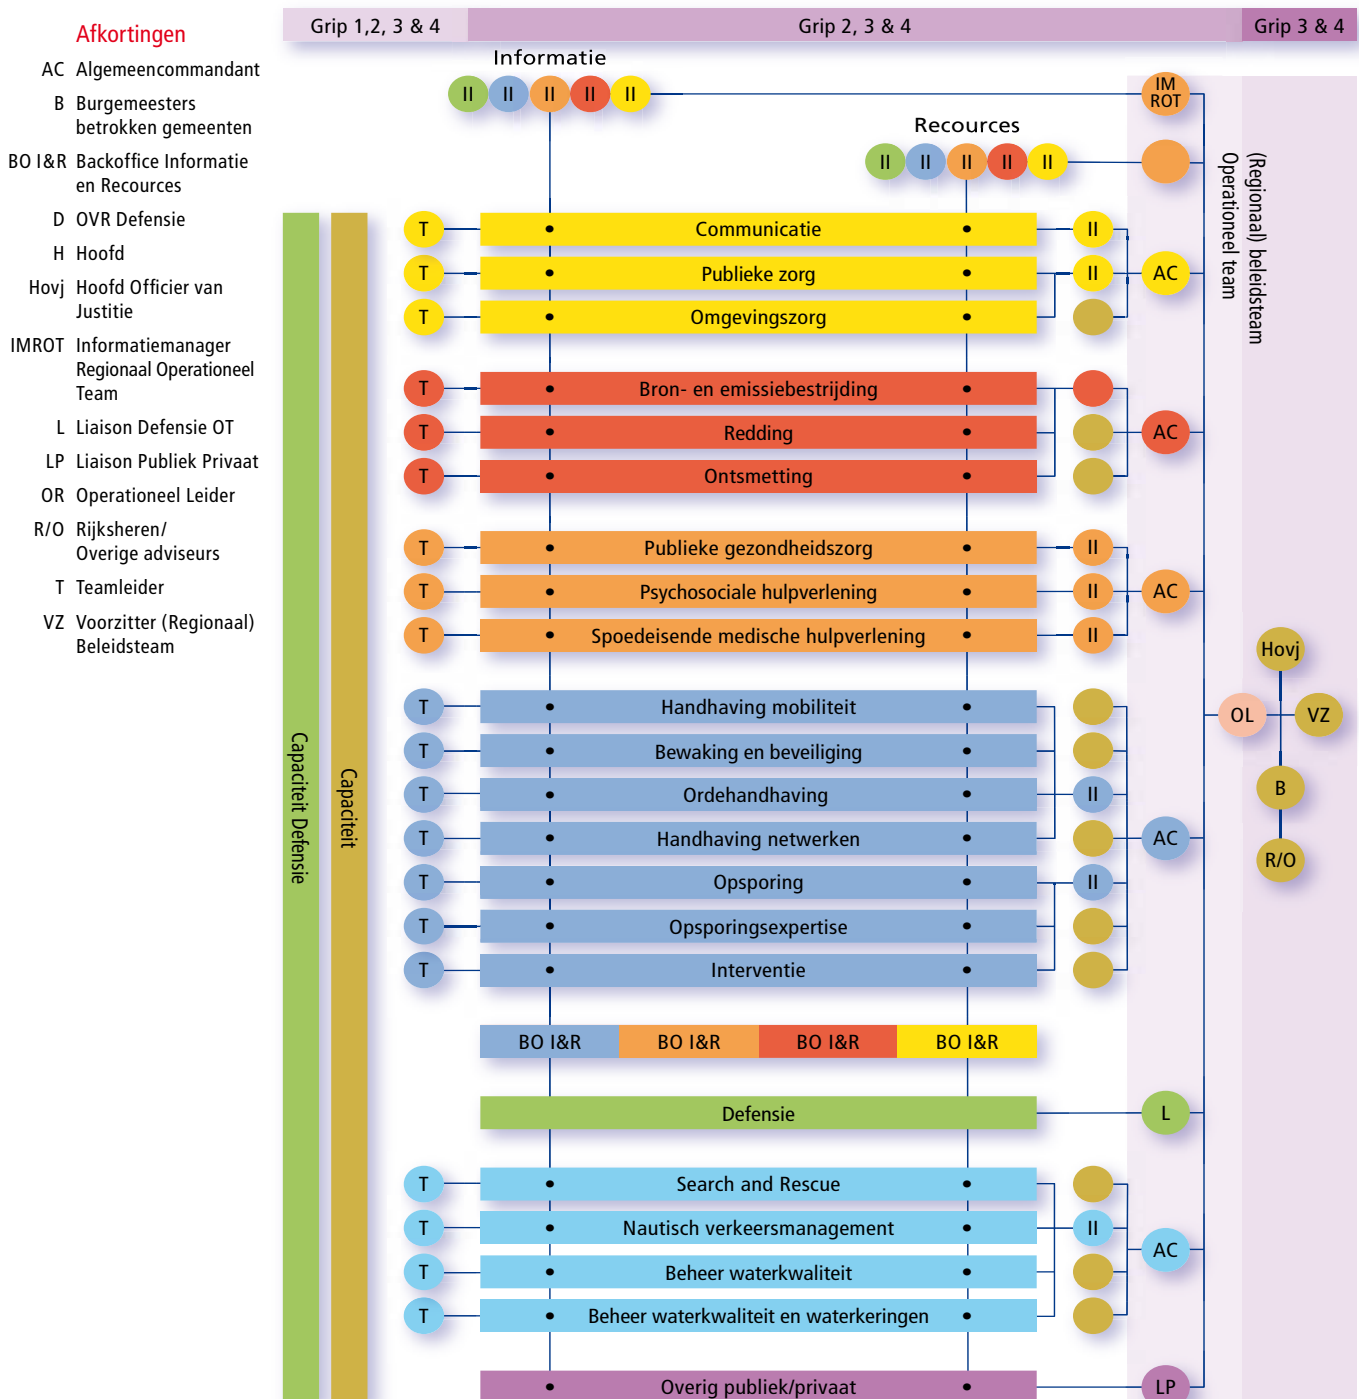 Grip 1,2, 3 & 4
Grip 2, 3 & 4
Grip 3 & 4
Afkortingen
AC Algemeencommandant
B Burgemeesters
betrokken gemeenten
BO I&R Backoffice Informatie
en Recources
D OVR Defensie
H Hoofd
Hovj Hoofd Officier van
Justitie
IMROT Informatiemanager
Regionaal Operationeel
Team
L Liaison Defensie OT
LP Liaison Publiek Privaat
OR Operationeel Leider
R/O Rijksheren/
Overige adviseurs
T Teamleider
VZ Voorzitter (Regionaal)
Beleidsteam
Informatie
II II II II II
IM
ROT
Recources
II II II II II
(Regionaal) beleidsteam
Operationeel team
Capaciteit Defensie
Capaciteit
T Communicatie II
T Publieke zorg II AC
T Omgevingszorg
T Bron- en emissiebestrijding
T Redding AC
T Ontsmetting
T Publieke gezondheidszorg II
T Psychosociale hulpverlening II AC
T Spoedeisende medische hulpverlening II
Hovj
T Handhaving mobiliteit
OL VZ
T Bewaking en beveiliging
T Ordehandhaving II
B
T Handhaving netwerken AC
R/O
T Opsporing II
T Opsporingsexpertise
T Interventie
BO I&R BO I&R BO I&R BO I&R
Defensie L
T Search and Rescue
T Nautisch verkeersmanagement II
AC
T Beheer waterkwaliteit
T Beheer waterkwaliteit en waterkeringen
Overig publiek/privaat LP